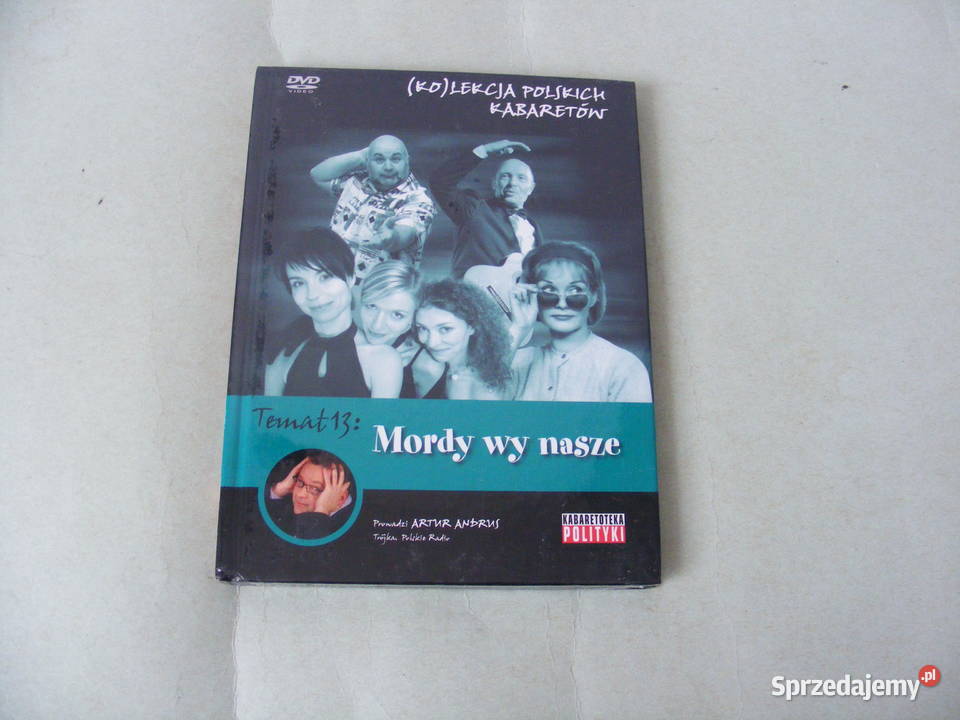 DVD
VIDEO
(KO)LEKCJA POLSKICH
KABARETÓW
Temat 13:
Mordy wy nasze
Prowadzi ARTUR ANDRUS
Trójka. Polskie Radio
KABARETOTEKA
POLITYKI
Sprzedajemy.pl